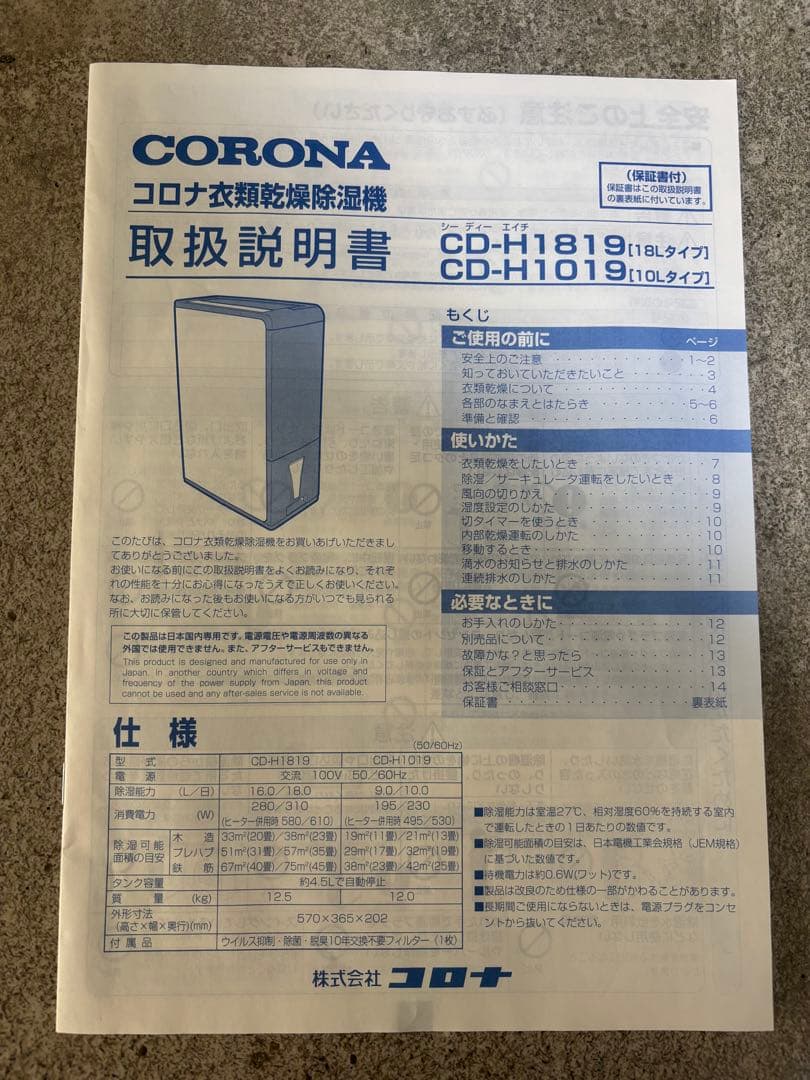 CORONA
コロナ衣類乾燥除湿機
取扱説明書
(保証書付)
保証書はこの取扱説明書
の裏表紙に付いています。
シー ディー エイチ
CD-H1819[18Lタイプ]
CD-H1019[10Lタイプ]
もくじ
ご使用の前に ページ
安全上のご注意 ・・・・・・・・・・・・・ 1～2
知っておいていただきたいこと ・・・・・・・ 3
衣類乾燥について ・・・・・・・・・・・・・ 4
各部のなまえとはたらき ・・・・・・・・・ 5～6
準備と確認 ・・・・・・・・・・・・・・・・ 6
使いかた
衣類乾燥をしたいとき ・・・・・・・・・・・ 7
除湿／サーキュレータ運転をしたいとき ・・・ 8
風向の切りかえ ・・・・・・・・・・・・・・ 9
湿度設定のしかた ・・・・・・・・・・・・・ 9
切タイマーを使うとき ・・・・・・・・・・・ 10
内部乾燥運転のしかた ・・・・・・・・・・・ 10
移動するとき ・・・・・・・・・・・・・・・ 10
満水のお知らせと排水のしかた ・・・・・・・ 11
連続排水のしかた ・・・・・・・・・・・・・ 11
必要なときに
お手入れのしかた ・・・・・・・・・・・・・ 12
別売品について ・・・・・・・・・・・・・・ 12
故障かな？と思ったら ・・・・・・・・・・・ 13
保証とアフターサービス ・・・・・・・・・・ 13
お客様ご相談窓口 ・・・・・・・・・・・・・ 14
保証書 ・・・・・・・・・・・・・・・・ 裏表紙
このたびは、コロナ衣類乾燥除湿機をお買いあげいただきまし
てありがとうございました。
お使いになる前にこの取扱説明書をよくお読みになり、それぞ
れの性能を十分にお心得になったうえで正しくお使いください。
なお、お読みになった後もお使いになる方がいつでも見られる
所に大切に保管してください。
この製品は日本国内専用です。電源電圧や電源周波数の異なる
外国では使用できません。また、アフターサービスもできません。
This product is designed and manufactured for use only in
Japan. In another country which differs in voltage and
frequency of the power supply from Japan, this product
cannot be used and any after-sales service is not available.
仕様
(50/60Hz)
型式 CD-H1819 CD-H1019
電源 交流 100V 50／60Hz
除湿能力 (L／日) 16.0／18.0 9.0／10.0
消費電力 (W) 280／310 195／230
(ヒーター併用時 580／610) (ヒーター併用時 495／530)
除湿可能面積の目安 木造 33m²(20畳)／38m²(23畳) 19m²(11畳)／21m²(13畳)
プレハブ 51m²(31畳)／57m²(35畳) 29m²(17畳)／32m²(19畳)
鉄筋 67m²(40畳)／75m²(45畳) 38m²(23畳)／42m²(25畳)
タンク容量 約4.5Lで自動停止
質量 (kg) 12.5 12.0
外形寸法
(高さ×幅×奥行)(mm) 570×365×202
付属品 ウイルス抑制・除菌・脱臭10年交換不要フィルター（1枚）
■除湿能力は室温27℃、相対湿度60％を持続する室内
で運転したときの1日あたりの数値です。
■除湿可能面積の目安は、日本電機工業会規格（JEM規格）
に基づいた数値です。
■待機電力は約0.6W(ワット)です。
■製品は改良のため仕様の一部がかわることがあります。
■長期間ご使用にならないときは、電源プラグをコンセ
ントから抜いてください。
株式会社 コロナ